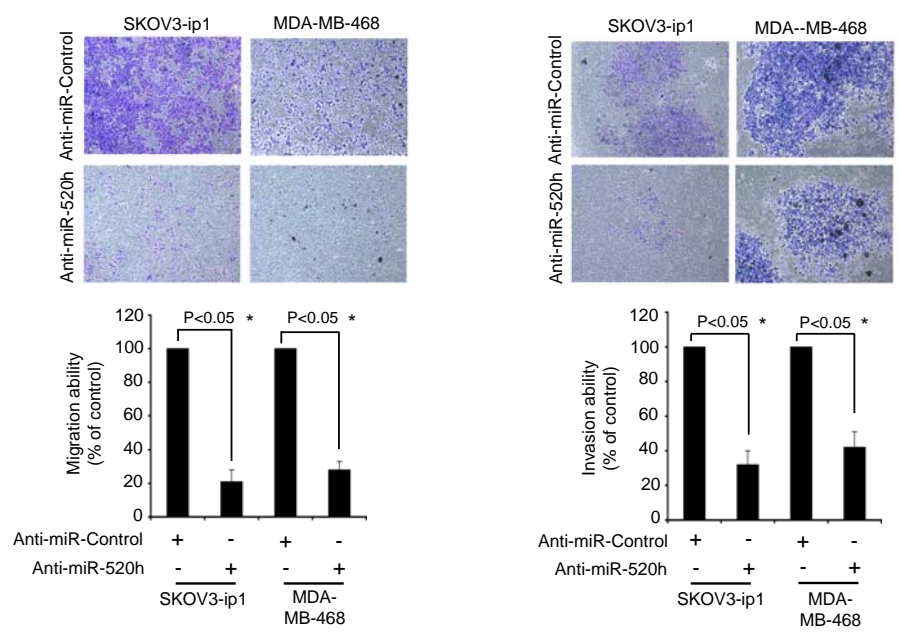 SKOV3-ip1 MDA-MB-468
Anti-miR-Control
Anti-miR-520h
120
100
80
60
40
20
0
Migration ability
(% of control)
P<0.05 * P<0.05 *
Anti-miR-Control + - + -
Anti-miR-520h - + - +
SKOV3-ip1 MDA-
MB-468
SKOV3-ip1 MDA--MB-468
Anti-miR-Control
Anti-miR-520h
120
100
80
60
40
20
0
Invasion ability
(% of control)
P<0.05 * P<0.05 *
Anti-miR-Control + - + -
Anti-miR-520h - + - +
SKOV3-ip1 MDA-
MB-468